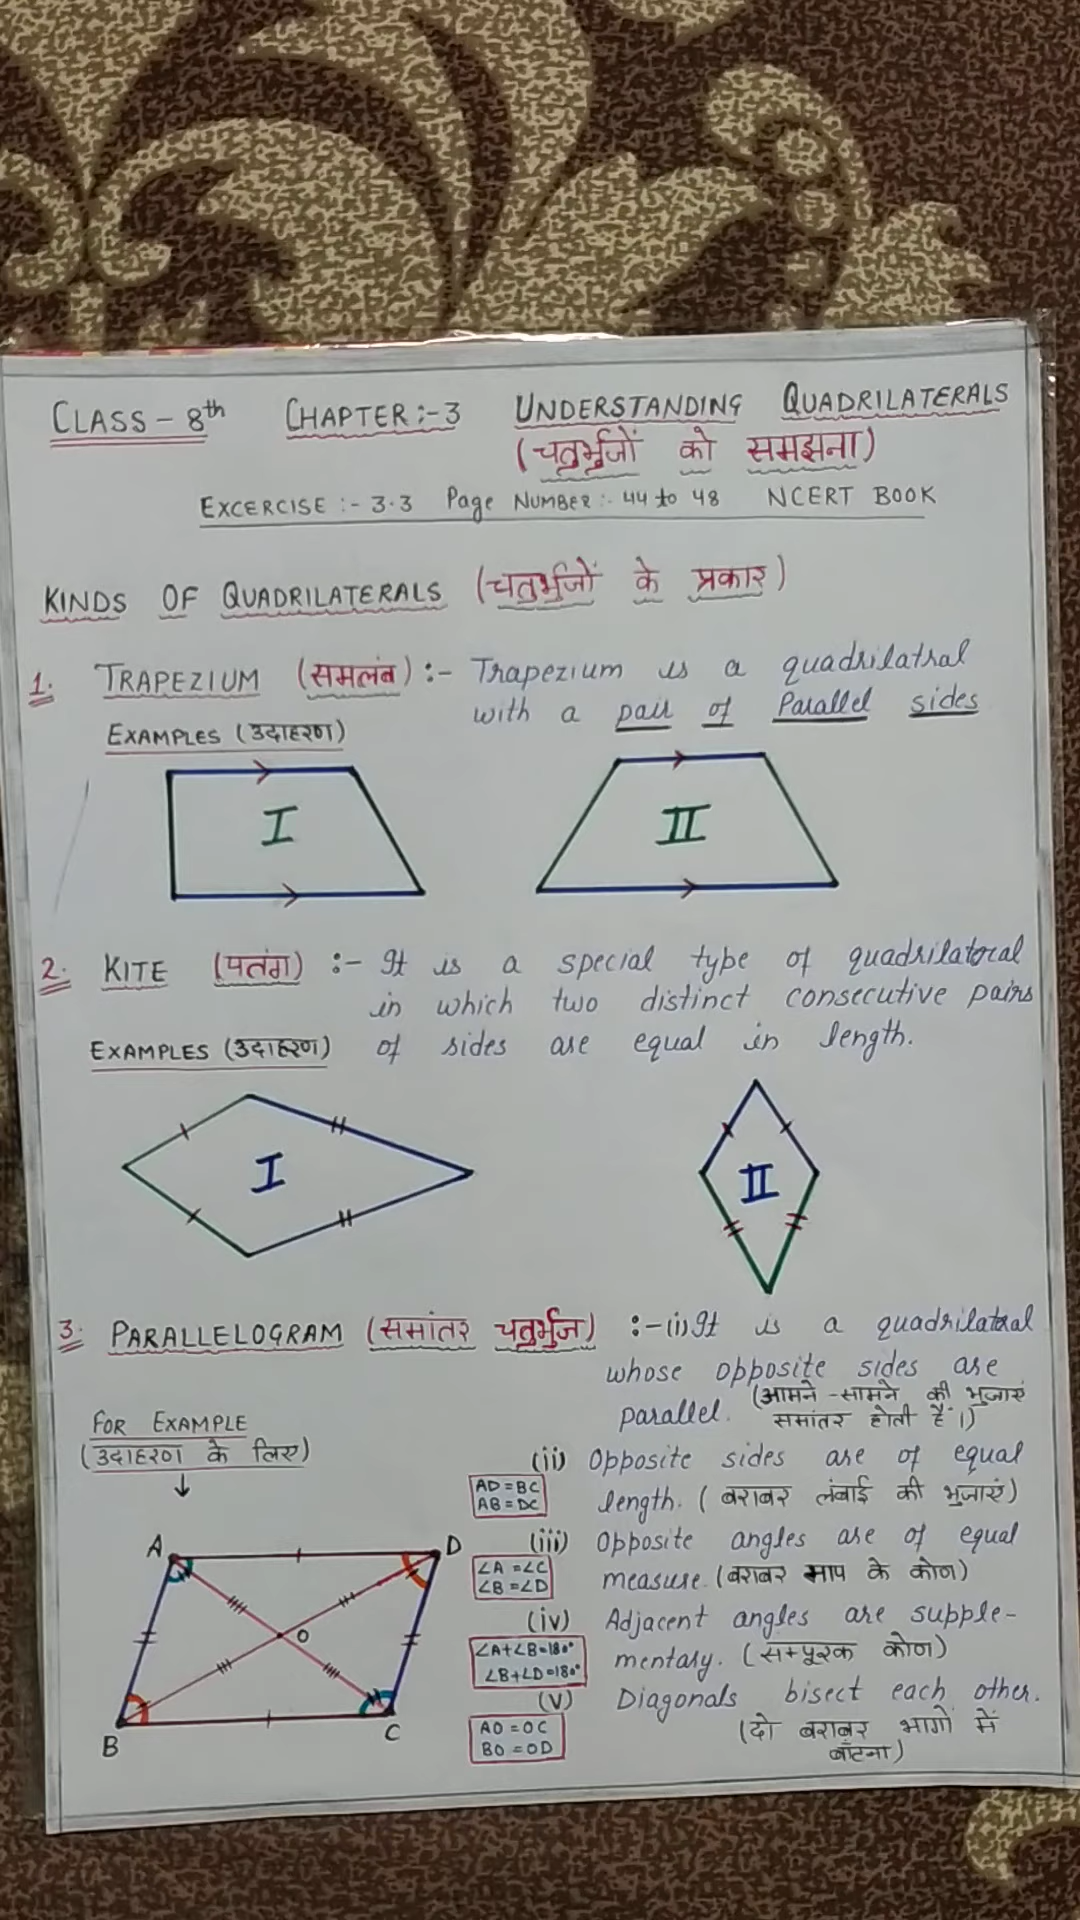 CLASS - 8th CHAPTER:-3 UNDERSTANDING QUADRILATERALS
(चतुर्भुजों को समझना)
EXCERCISE :- 3.3 Page NUMBER:- 44 to 48 NCERT BOOK
KINDS OF QUADRILATERALS (चतुर्भुजों के प्रकार)
1. TRAPEZIUM (समलंब) :- Trapezium is a quadrilatral
with a pair of Parallel sides
EXAMPLES (उदाहरण)
I
II
2. KITE (पतंग) :- It is a special type of quadrilateral
in which two distinct consecutive pairs
EXAMPLES (उदाहरण) of sides are equal in length.
I
II
3. PARALLELOGRAM (समांतर चतुर्भुज) :- (i) It is a quadrilateral
whose opposite sides are
parallel. (आमने-सामने की भुजाएं
समांतर होती हैं।)
FOR EXAMPLE
(उदाहरण के लिए)
(ii) Opposite sides are of equal
length. (बराबर लंबाई की भुजाएं)
AD = BC
AB = DC
(iii) Opposite angles are of equal
measure. (बराबर माप के कोण)
∠A = ∠C
∠B = ∠D
(iv) Adjacent angles are supple-
mentary. (सम्पूरक कोण)
∠A+∠B=180°
∠B+∠D=180°
(v) Diagonals bisect each other.
(दो बराबर भागों में
बाँटना)
AO = OC
BO = OD
A D
O
B C